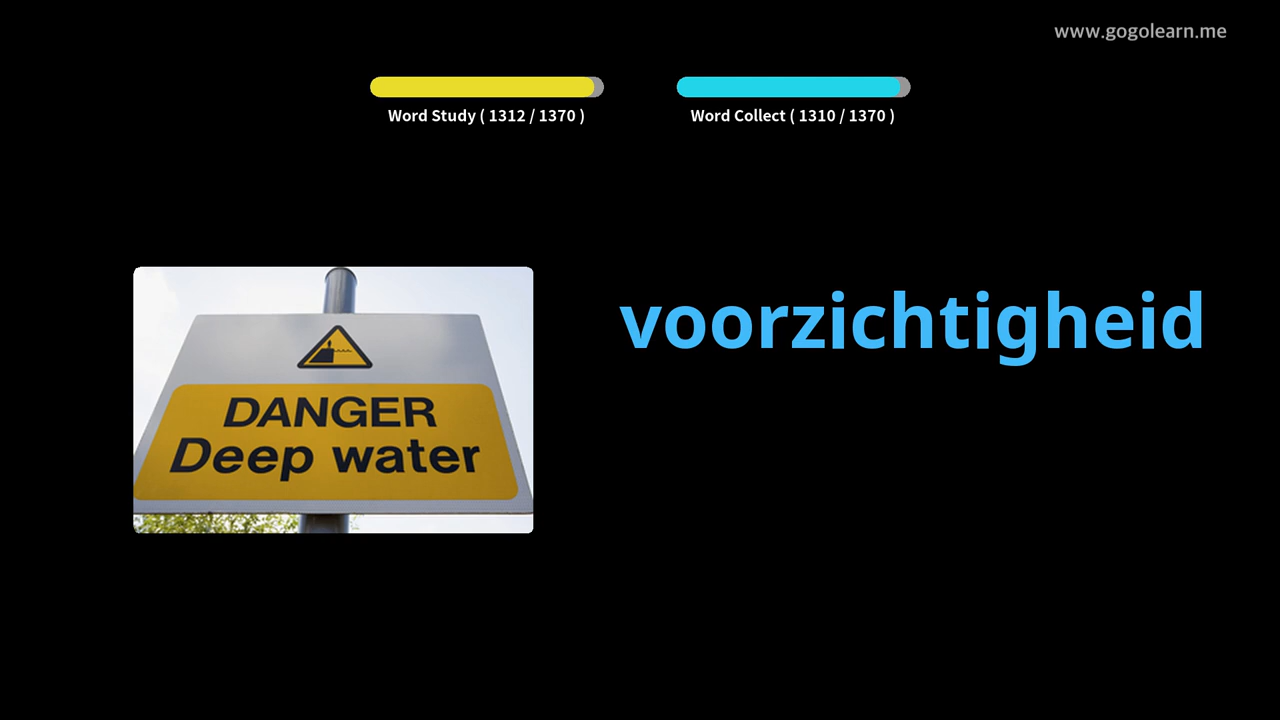 www.gogolearn.me
Word Study ( 1312 / 1370 )
Word Collect ( 1310 / 1370 )
voorzichtigheid
DANGER
Deep water